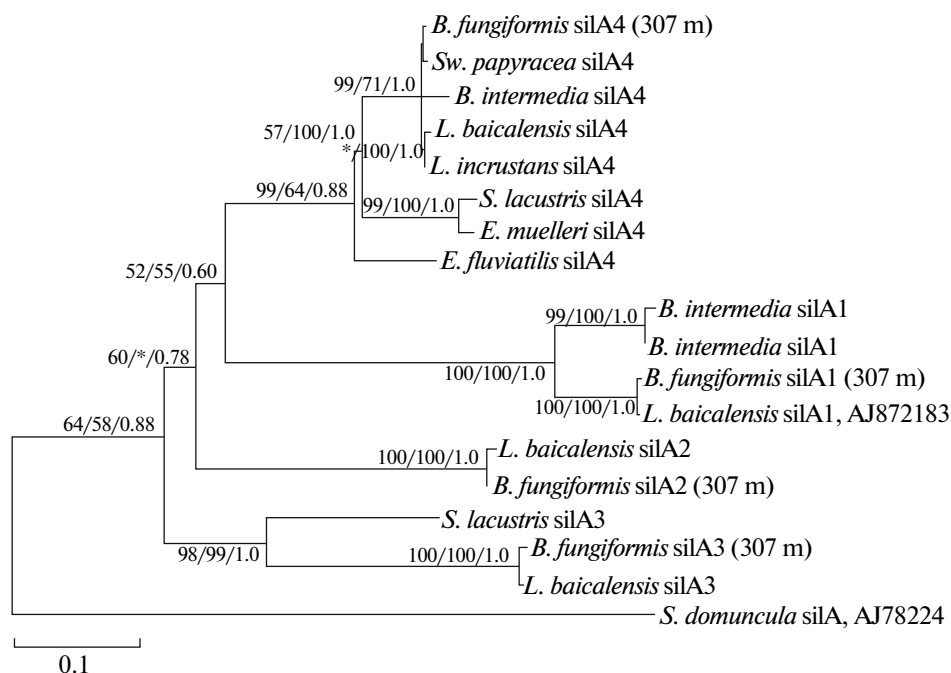 B. fungiformis silA4 (307 m)
Sw. papyracea silA4
99/71/1.0
B. intermedia silA4
57/100/1.0
L. baicalensis silA4
*/100/1.0
L. incrustans silA4
99/64/0.88
S. lacustris silA4
99/100/1.0
E. muelleri silA4
E. fluviatilis silA4
52/55/0.60
B. intermedia silA1
99/100/1.0
B. intermedia silA1
60/*/0.78
100/100/1.0
B. fungiformis silA1 (307 m)
100/100/1.0
L. baicalensis silA1, AJ872183
64/58/0.88
L. baicalensis silA2
100/100/1.0
B. fungiformis silA2 (307 m)
S. lacustris silA3
98/99/1.0
100/100/1.0
B. fungiformis silA3 (307 m)
L. baicalensis silA3
S. domuncula silA, AJ78224
0.1